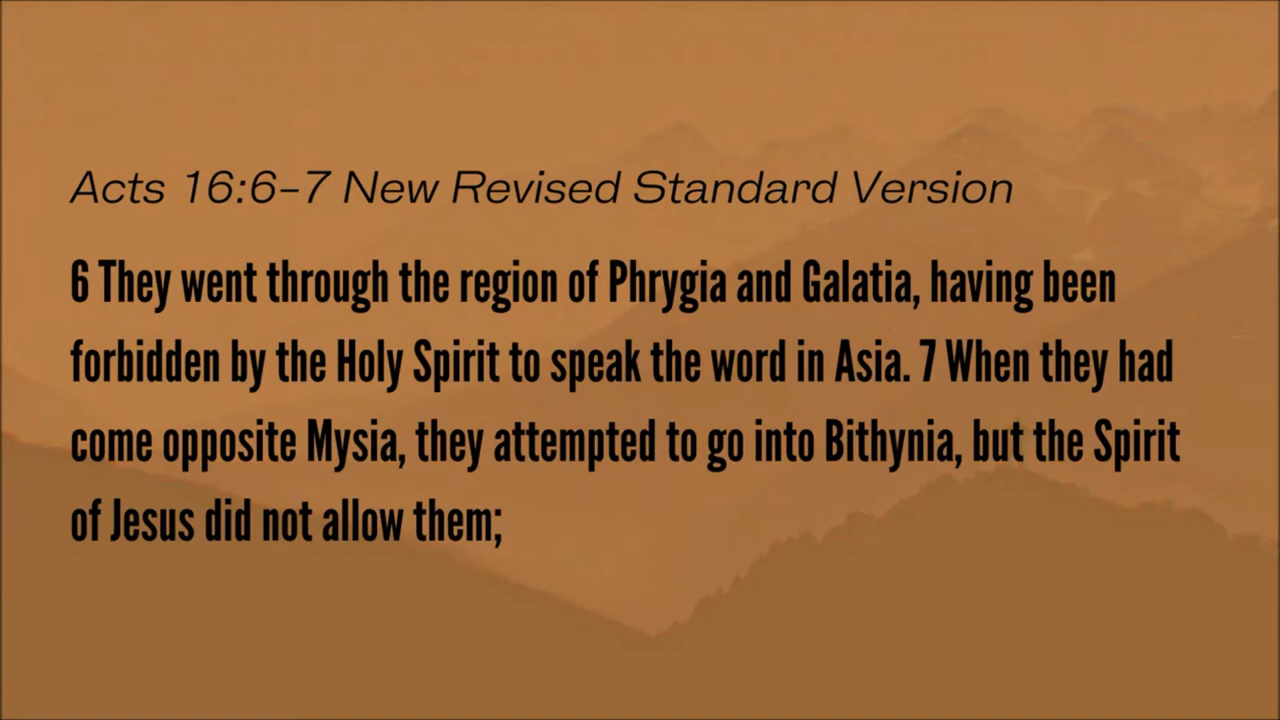 Acts 16:6–7 New Revised Standard Version
6 They went through the region of Phrygia and Galatia, having been
forbidden by the Holy Spirit to speak the word in Asia. 7 When they had
come opposite Mysia, they attempted to go into Bithynia, but the Spirit
of Jesus did not allow them;